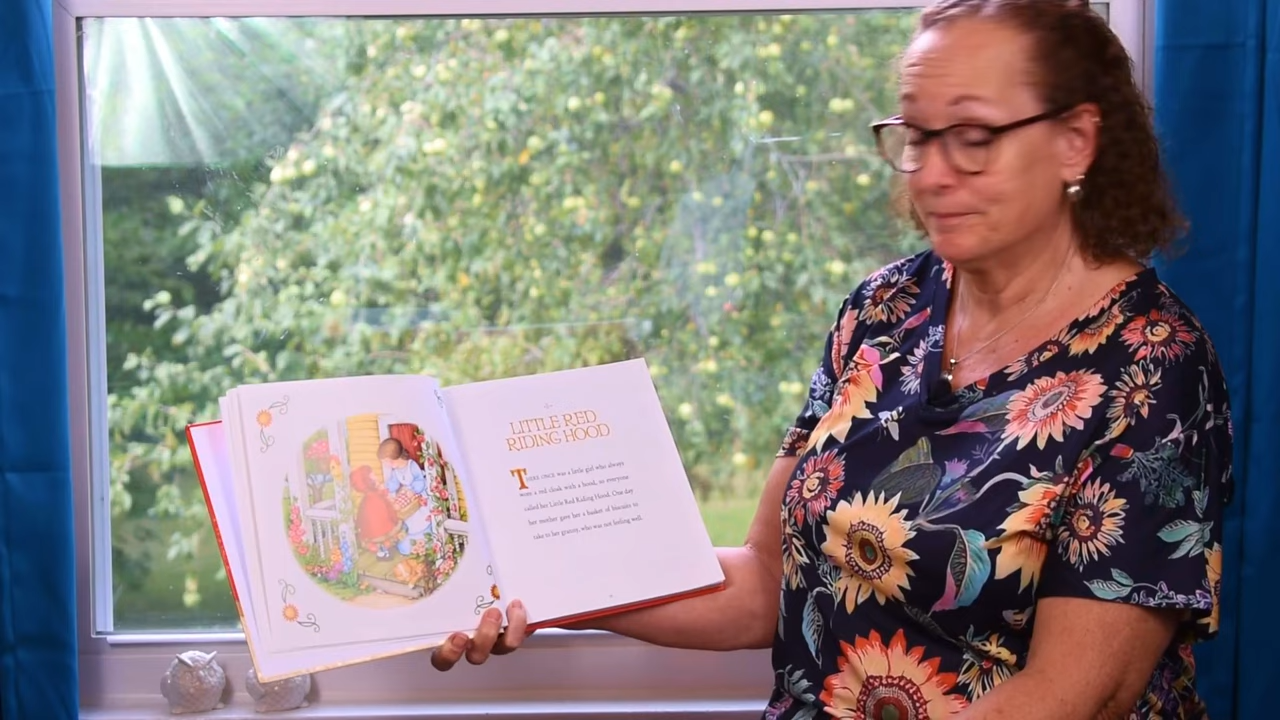 LITTLE RED
RIDING HOOD
THERE ONCE was a little girl who always
wore a red cloak with a hood, so everyone
called her Little Red Riding Hood. One day
her mother gave her a basket of biscuits to
take to her granny, who was not feeling well.